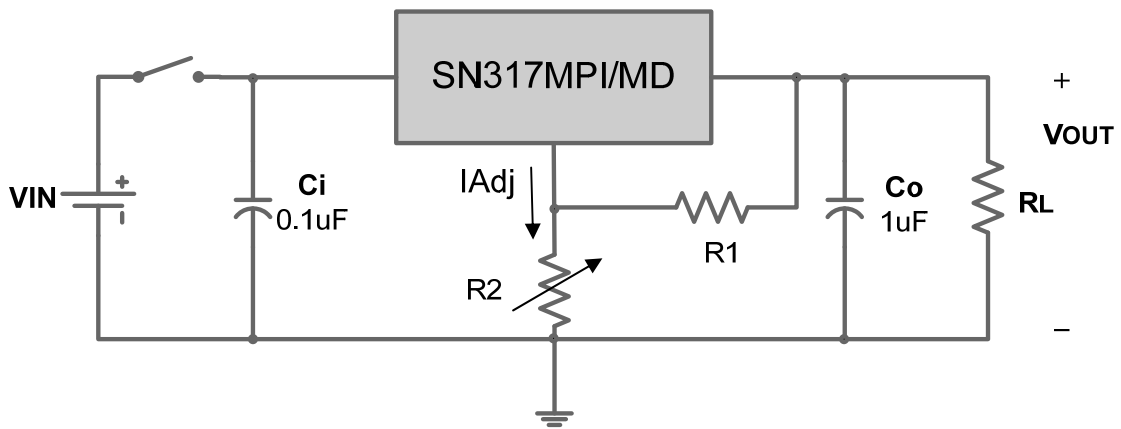 SN317MPI/MD
+
VOUT
IAdj
Ci
0.1uF
VIN
+
−
Co
1uF
RL
R1
R2
−